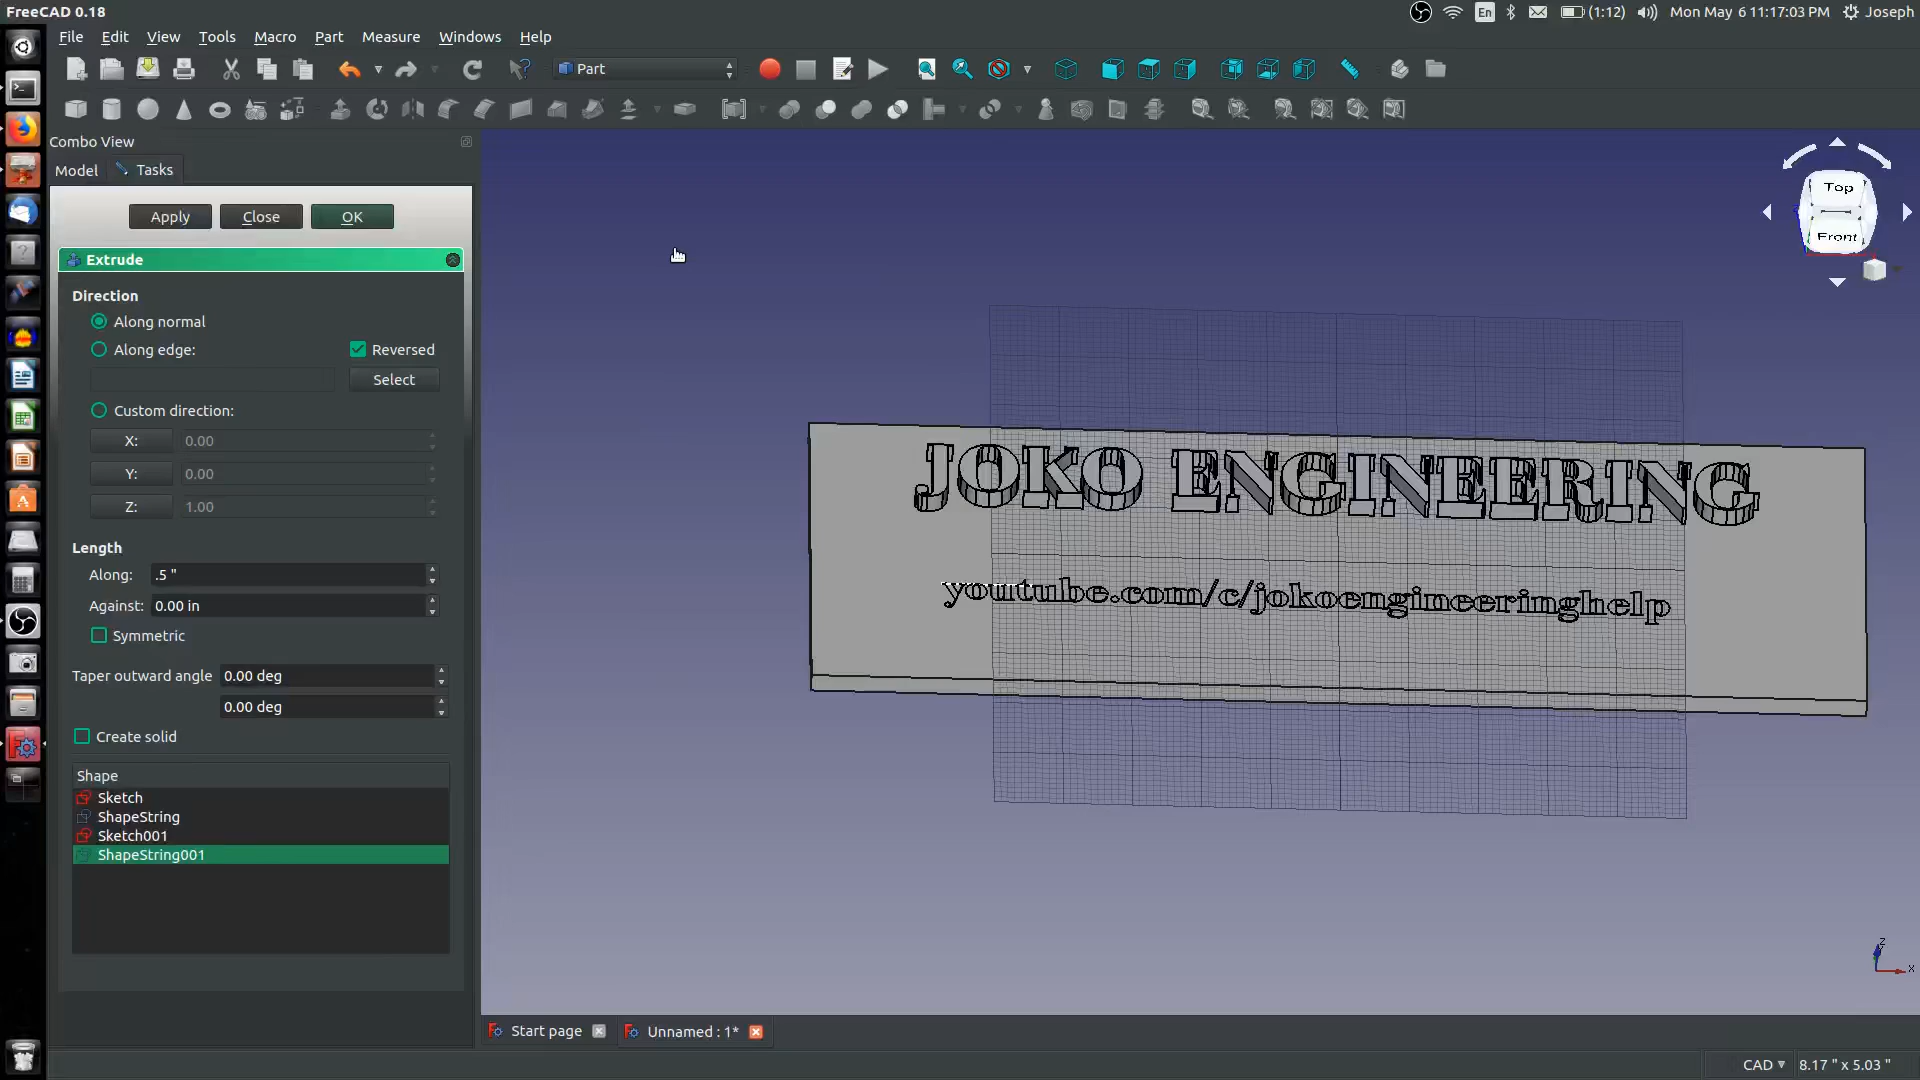 FreeCAD 0.18
En
(1:12)
Mon May 6 11:17:03 PM
Joseph
File Edit View Tools Macro Part Measure Windows Help
Part
Combo View
Model Tasks
Apply Close OK
Extrude
Direction
Along normal
Along edge: Reversed
Select
Custom direction:
X: 0.00
Y: 0.00
Z: 1.00
Length
Along: .5 "
Against: 0.00 in
Symmetric
Taper outward angle 0.00 deg
0.00 deg
Create solid
Shape
Sketch
ShapeString
Sketch001
ShapeString001
Top
Front
JOKO ENGINEERING
youtube.com/c/jokoengineeringhelp
Z
X
Start page
Unnamed : 1*
CAD
8.17 " x 5.03 "